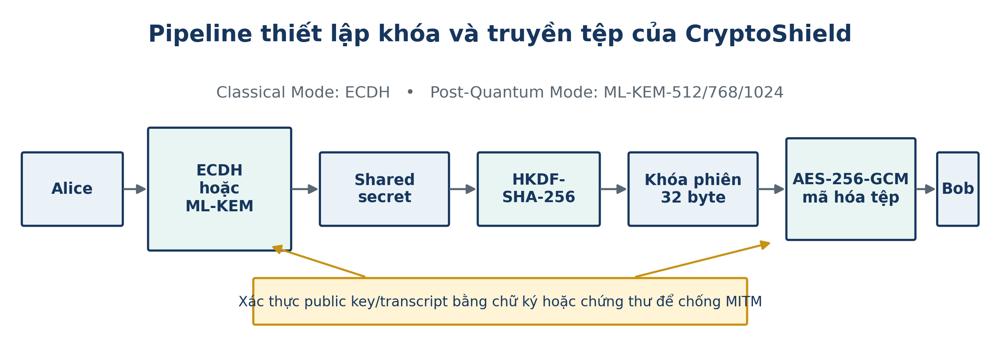 Pipeline thiết lập khóa và truyền tệp của CryptoShield
Classical Mode: ECDH • Post-Quantum Mode: ML-KEM-512/768/1024
Alice
ECDH
hoặc
ML-KEM
Shared
secret
HKDF-
SHA-256
Khóa phiên
32 byte
AES-256-GCM
mã hóa tệp
Bob
Xác thực public key/transcript bằng chữ ký hoặc chứng thư để chống MITM